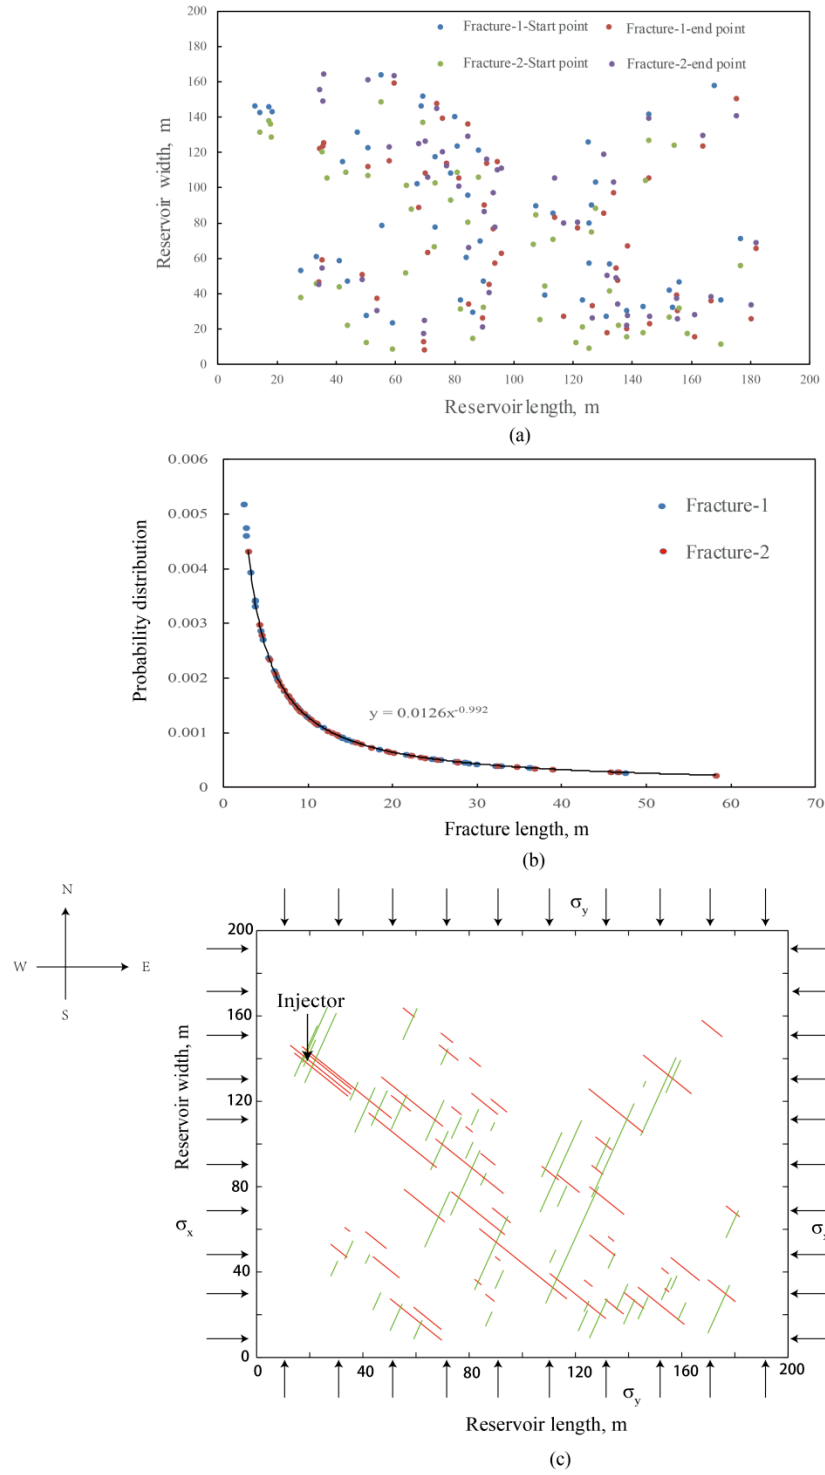 200
Fracture-1-Start point
Fracture-1-end point
180
Fracture-2-Start point
Fracture-2-end point
160
140
120
100
80
60
40
20
0
Reservoir width, m
0 20 40 60 80 100 120 140 160 180 200
Reservoir length, m
(a)
0.006
0.005
0.004
0.003
0.002
0.001
0
Probability distribution
Fracture-1
Fracture-2
y = 0.0126x^-0.992
0 10 20 30 40 50 60 70
Fracture length, m
(b)
N
W E
S
σy
200
160
120
80
40
0
Reservoir width, m
Injector
σx
σx
0 40 80 120 160 200
σy
Reservoir length, m
(c)